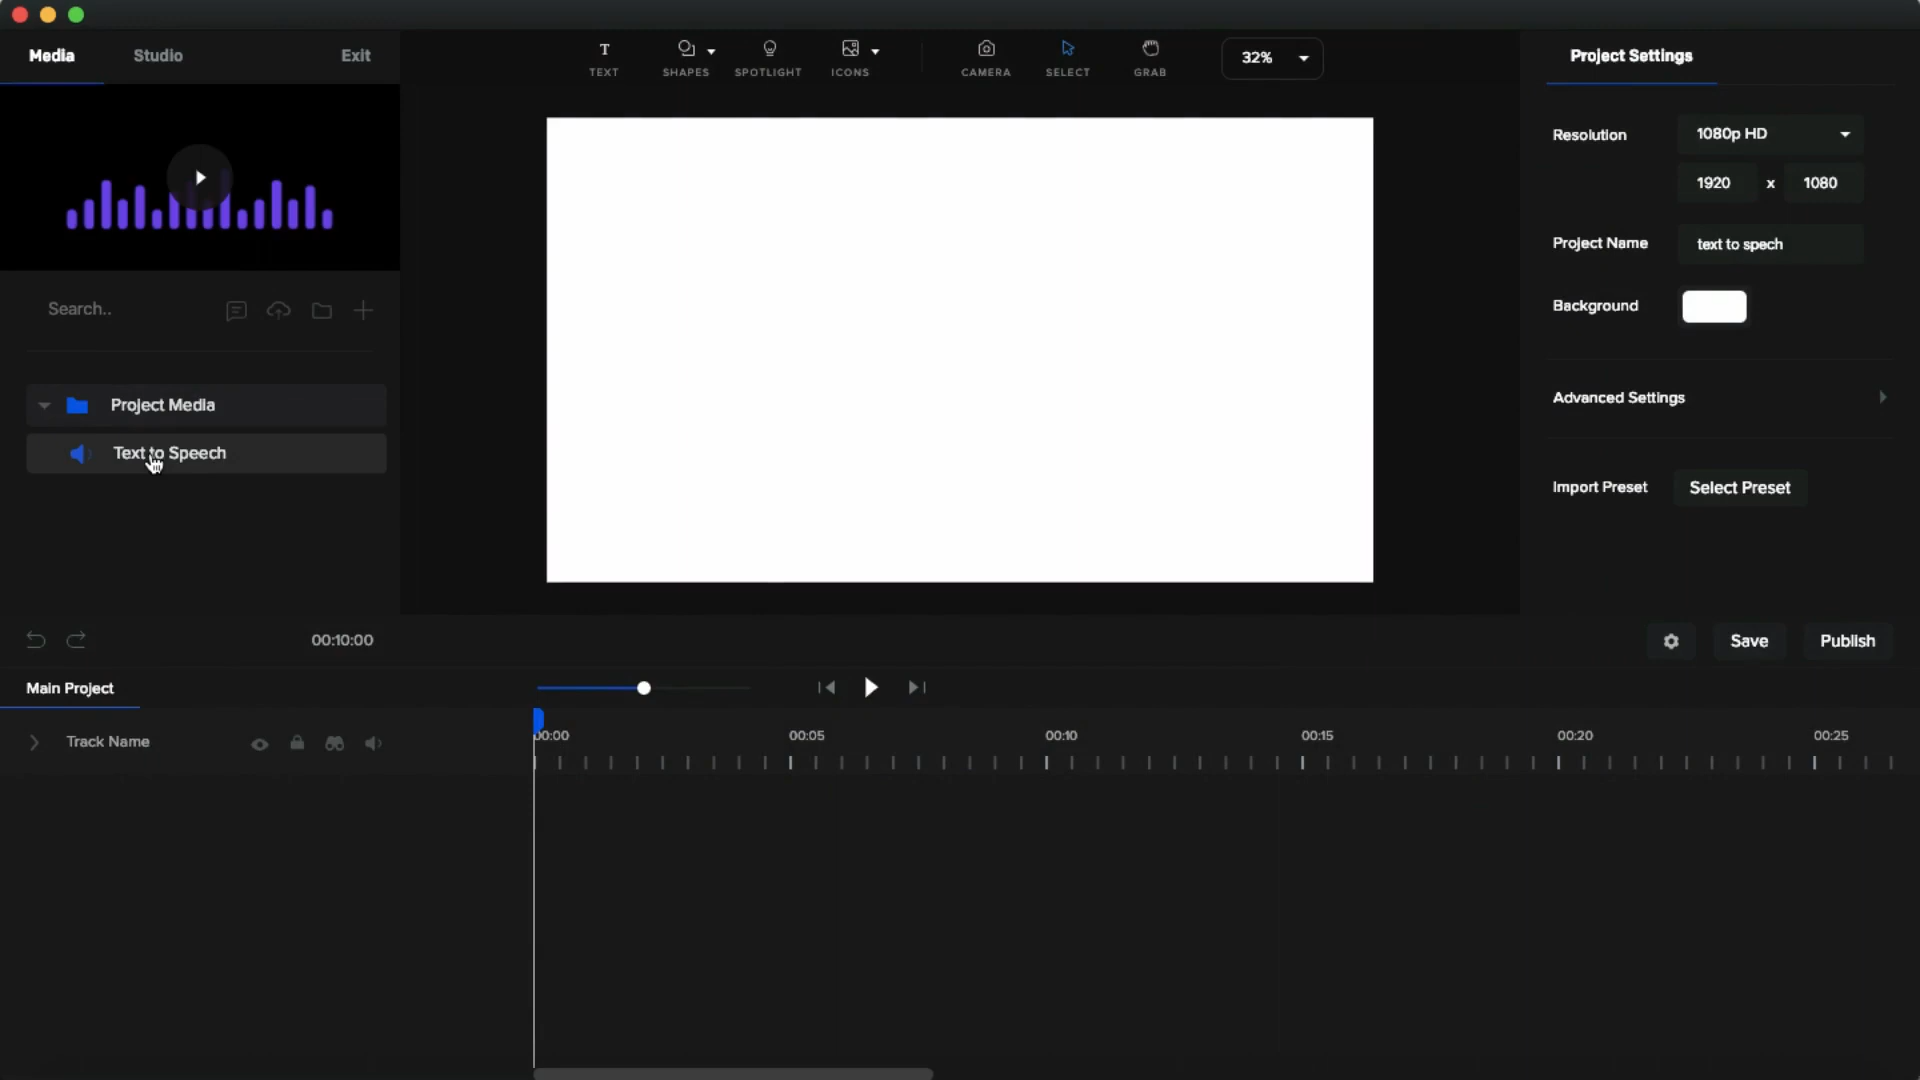 Media Studio Exit
T
TEXT SHAPES SPOTLIGHT ICONS CAMERA SELECT GRAB
32%
Project Settings
Resolution 1080p HD
1920 x 1080
Project Name text to spech
Background
Advanced Settings
Import Preset Select Preset
Search..
Project Media
Text to Speech
00:10:00
Save Publish
Main Project
Track Name
00:00 00:05 00:10 00:15 00:20 00:25